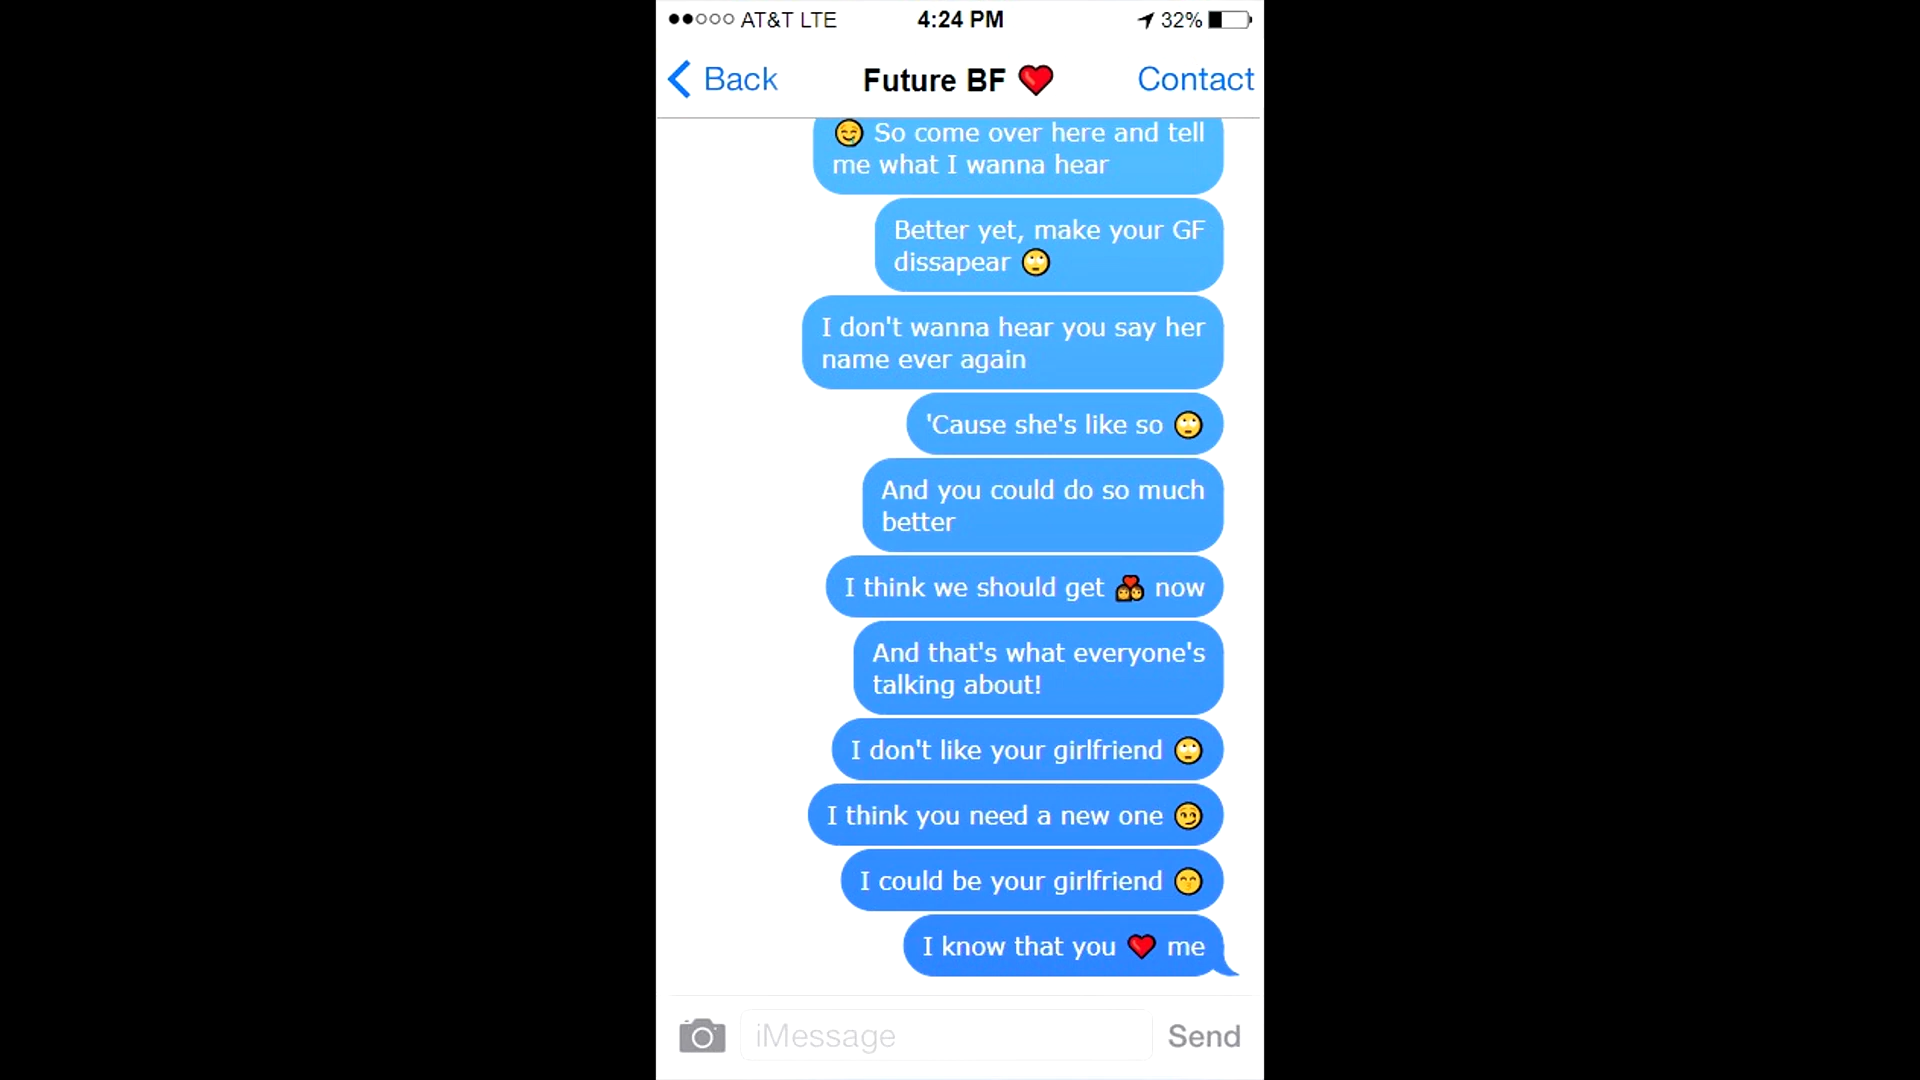 AT&T LTE 4:24 PM 32%
Back Future BF ❤️ Contact
😌 So come over here and tell
me what I wanna hear
Better yet, make your GF
dissapear 🙄
I don't wanna hear you say her
name ever again
'Cause she's like so 🙄
And you could do so much
better
I think we should get 💑 now
And that's what everyone's
talking about!
I don't like your girlfriend 🙄
I think you need a new one 😏
I could be your girlfriend 😙
I know that you ❤️ me
iMessage Send